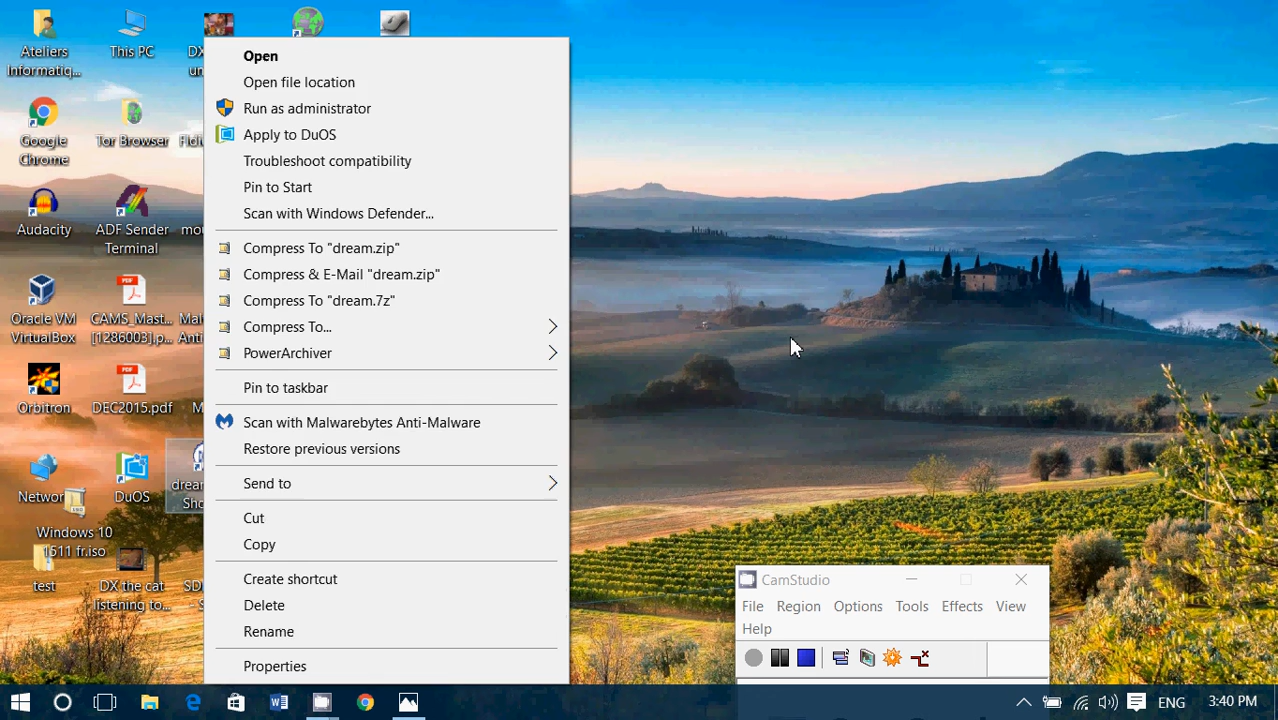 Ateliers
Informatiq...
This PC
DX
un
Google
Chrome
Tor Browser
Fidl
Audacity
ADF Sender
Terminal
mou
Oracle VM
VirtualBox
CAMS_Mast...
[1286003].p...
Mal
Anti
Orbitron
DEC2015.pdf
M
Network
DuOS
dream
Sho
Windows 10
1511 fr.iso
test
DX the cat
listening to...
SD
- S
Open
Open file location
Run as administrator
Apply to DuOS
Troubleshoot compatibility
Pin to Start
Scan with Windows Defender...
Compress To "dream.zip"
Compress & E-Mail "dream.zip"
Compress To "dream.7z"
Compress To...
PowerArchiver
Pin to taskbar
Scan with Malwarebytes Anti-Malware
Restore previous versions
Send to
Cut
Copy
Create shortcut
Delete
Rename
Properties
CamStudio
File Region Options Tools Effects View
Help
ENG
3:40 PM